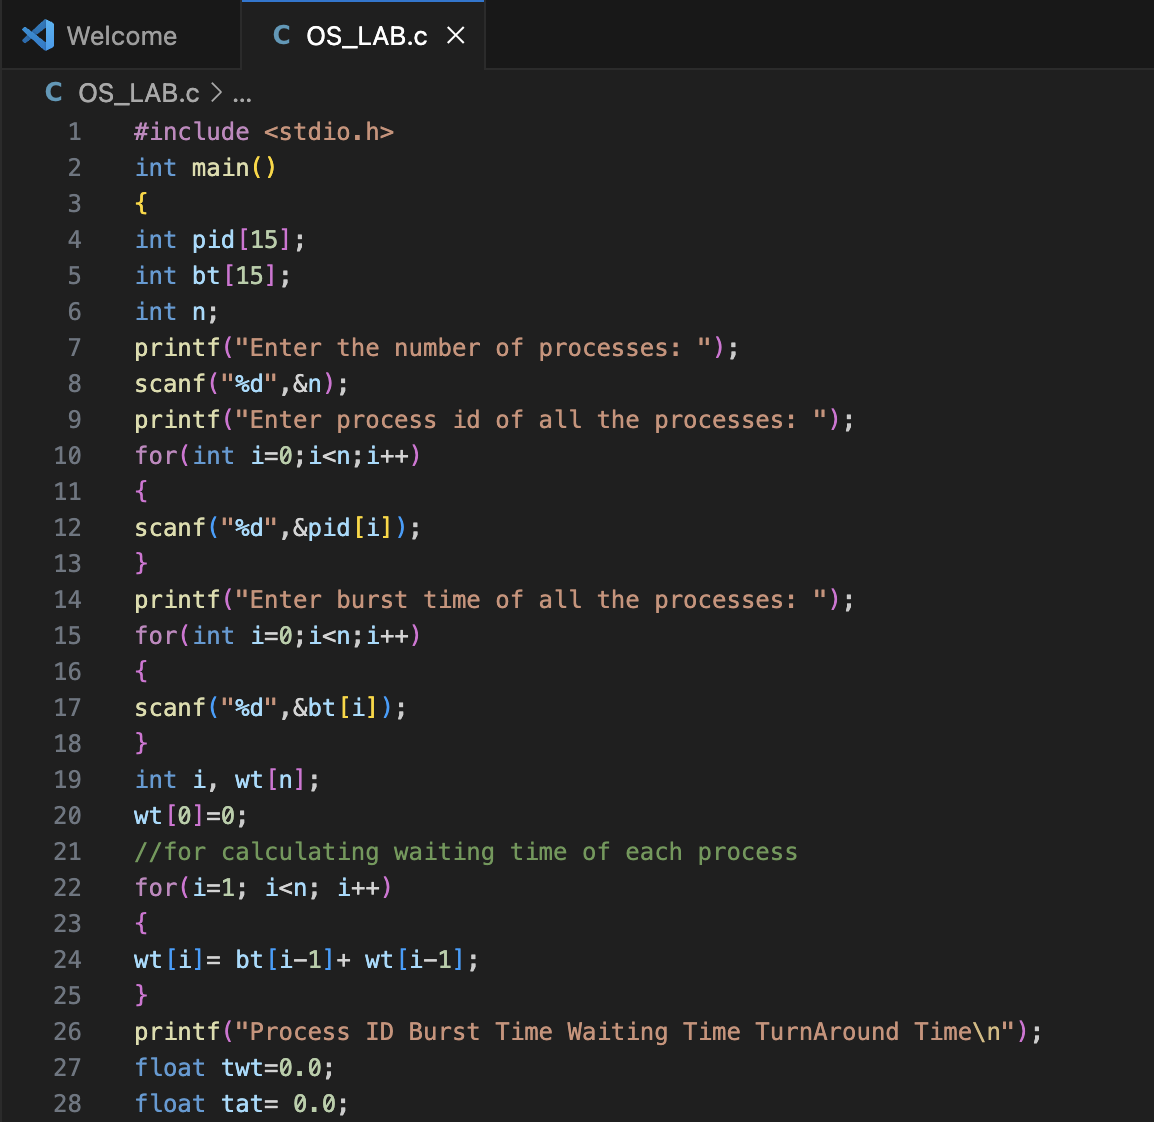 Welcome
C OS_LAB.c ×
C OS_LAB.c > ...
1 #include <stdio.h>
2 int main()
3 {
4 int pid[15];
5 int bt[15];
6 int n;
7 printf("Enter the number of processes: ");
8 scanf("%d",&n);
9 printf("Enter process id of all the processes: ");
10 for(int i=0;i<n;i++)
11 {
12 scanf("%d",&pid[i]);
13 }
14 printf("Enter burst time of all the processes: ");
15 for(int i=0;i<n;i++)
16 {
17 scanf("%d",&bt[i]);
18 }
19 int i, wt[n];
20 wt[0]=0;
21 //for calculating waiting time of each process
22 for(i=1; i<n; i++)
23 {
24 wt[i]= bt[i-1]+ wt[i-1];
25 }
26 printf("Process ID Burst Time Waiting Time TurnAround Time\n");
27 float twt=0.0;
28 float tat= 0.0;